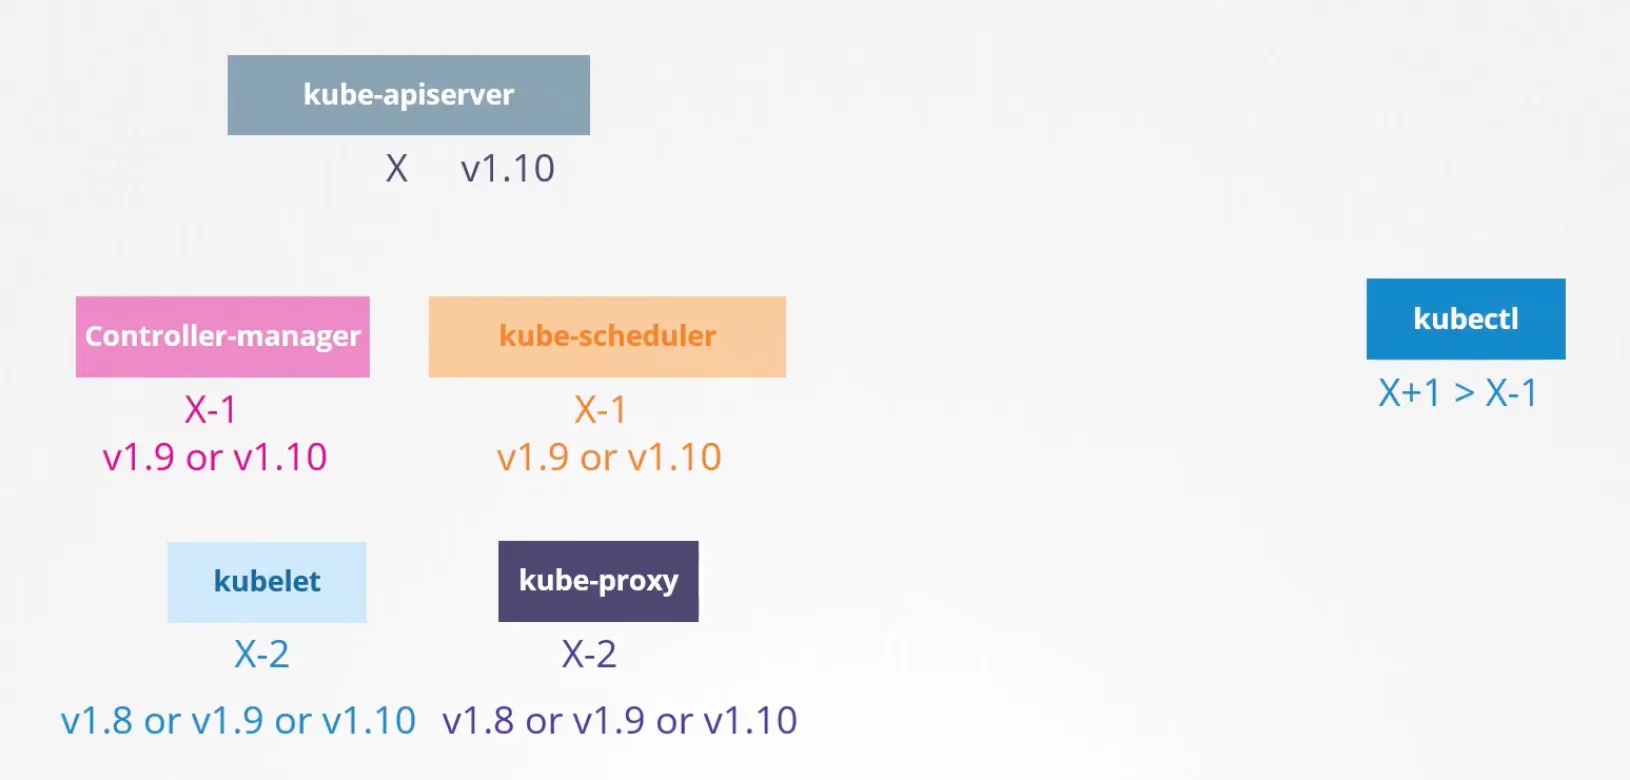 kube-apiserver
X v1.10
Controller-manager
X-1
v1.9 or v1.10
kube-scheduler
X-1
v1.9 or v1.10
kubectl
X+1 > X-1
kubelet
X-2
v1.8 or v1.9 or v1.10
kube-proxy
X-2
v1.8 or v1.9 or v1.10